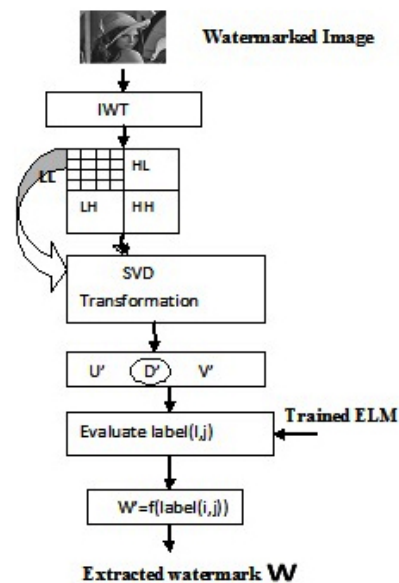 Watermarked Image
IWT
LL
HL
LH
HH
SVD
Transformation
U' D' V'
Evaluate label(I,j)
Trained ELM
W'=f(label(i,j))
Extracted watermark W